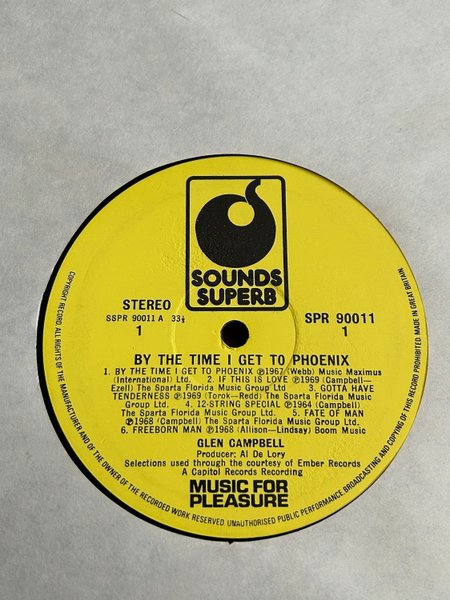 SOUNDS
SUPERB
STEREO
SSPR 90011 A 33⅓
1
SPR 90011
1
BY THE TIME I GET TO PHOENIX
1. BY THE TIME I GET TO PHOENIX ℗1967 (Webb) Music Maximus
(International) Ltd. 2. IF THIS IS LOVE ℗1969 (Campbell—
Ezell) The Sparta Florida Music Group Ltd 3. GOTTA HAVE
TENDERNESS ℗1969 (Torok—Redd) The Sparta Florida Music
Group Ltd. 4. 12-STRING SPECIAL ℗1964 (Campbell)
The Sparta Florida Music Group Ltd. 5. FATE OF MAN
℗1968 (Campbell) The Sparta Florida Music Group Ltd.
6. FREEBORN MAN ℗1968 (Allison—Lindsay) Boom Music
GLEN CAMPBELL
Producer: Al De Lory
Selections used through the courtesy of Ember Records
A Capitol Records Recording
MUSIC FOR
PLEASURE
COPYRIGHT RECORD ALL RIGHTS OF THE MANUFACTURER AND OF THE OWNER OF THE RECORDED WORK RESERVED. UNAUTHORISED PUBLIC PERFORMANCE, BROADCASTING AND COPYING OF THIS RECORD PROHIBITED. MADE IN GREAT BRITAIN.